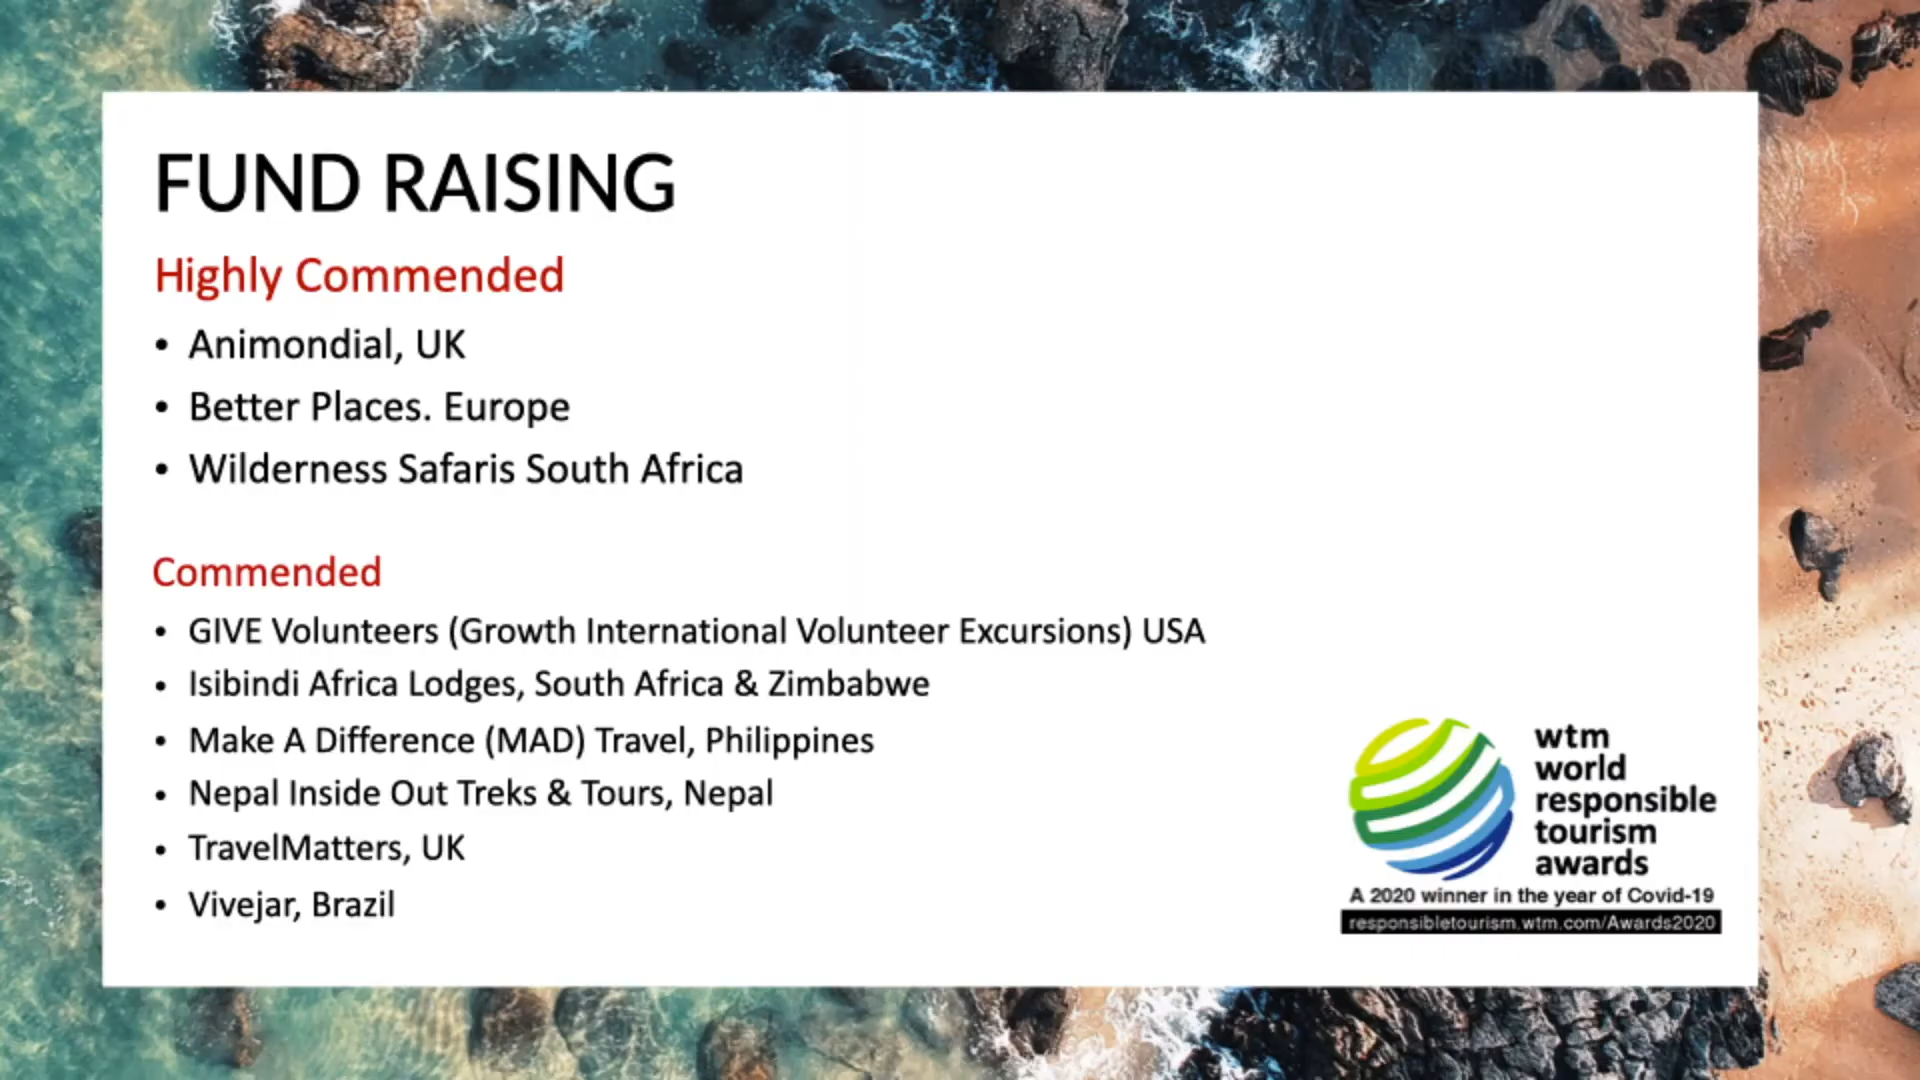 FUND RAISING
Highly Commended
• Animondial, UK
• Better Places. Europe
• Wilderness Safaris South Africa
Commended
• GIVE Volunteers (Growth International Volunteer Excursions) USA
• Isibindi Africa Lodges, South Africa & Zimbabwe
• Make A Difference (MAD) Travel, Philippines
• Nepal Inside Out Treks & Tours, Nepal
• TravelMatters, UK
• Vivejar, Brazil
wtm
world
responsible
tourism
awards
A 2020 winner in the year of Covid-19
responsibletourism.wtm.com/Awards2020